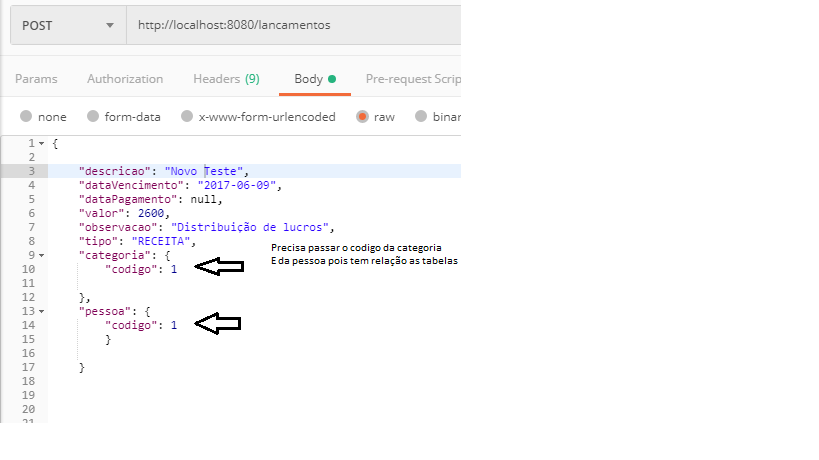 POST http://localhost:8080/lancamentos
Params Authorization Headers (9) Body Pre-request Scrip
none form-data x-www-form-urlencoded raw binar
1 {
2
3 "descricao": "Novo Teste",
4 "dataVencimento": "2017-06-09",
5 "dataPagamento": null,
6 "valor": 2600,
7 "observacao": "Distribuição de lucros",
8 "tipo": "RECEITA",
Precisa passar o codigo da categoria
E da pessoa pois tem relação as tabelas
9 "categoria": {
10 "codigo": 1
11
12 },
13 "pessoa": {
14 "codigo": 1
15 }
16
17 }
18
19
20
21